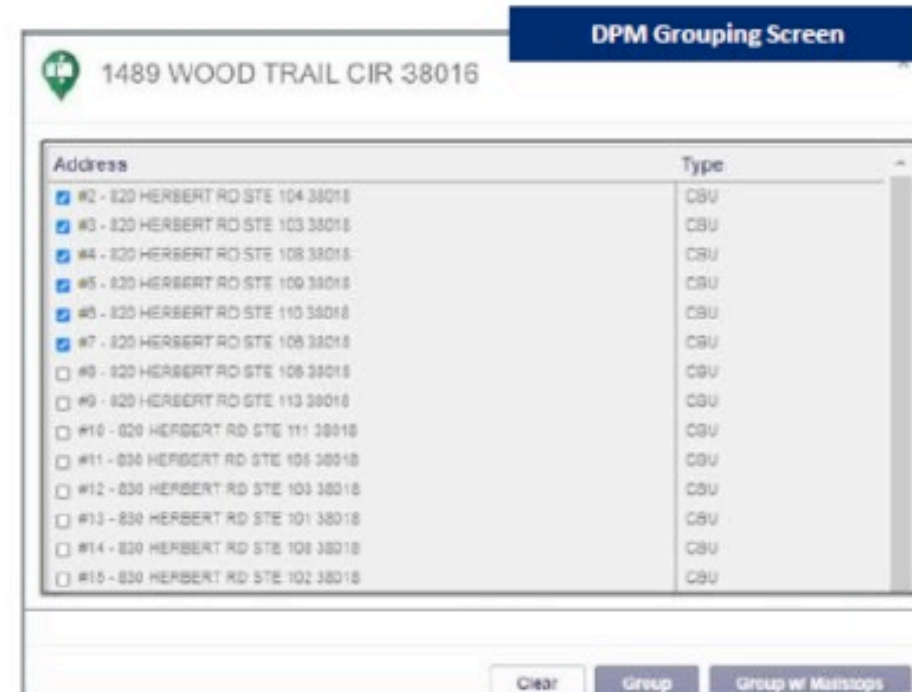 DPM Grouping Screen
1489 WOOD TRAIL CIR 38016
Address Type
#2 - 820 HERBERT RD STE 104 38018 CBU
#3 - 820 HERBERT RD STE 103 38018 CBU
#4 - 820 HERBERT RD STE 108 38018 CBU
#5 - 820 HERBERT RD STE 109 38018 CBU
#6 - 820 HERBERT RD STE 110 38018 CBU
#7 - 820 HERBERT RD STE 38018 CBU
#8 - 820 HERBERT RD STE 38018 CBU
#9 - 820 HERBERT RD STE 113 38018 CBU
#10 - 820 HERBERT RD STE 111 38018 CBU
#11 - 830 HERBERT RD STE 38018 CBU
#12 - 830 HERBERT RD STE 103 38018 CBU
#13 - 830 HERBERT RD STE 101 38018 CBU
#14 - 830 HERBERT RD STE 108 38018 CBU
#15 - 830 HERBERT RD STE 102 38018 CBU
Clear Group Group w/ Mailstops